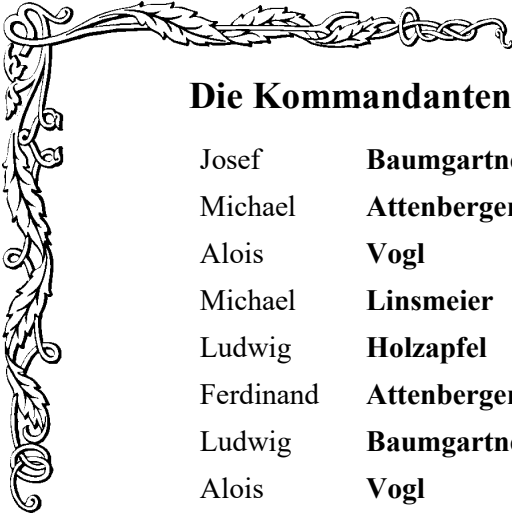 Die Kommandanten
Josef Baumgartne
Michael Attenberger
Alois Vogl
Michael Linsmeier
Ludwig Holzapfel
Ferdinand Attenberger
Ludwig Baumgartne
Alois Vogl